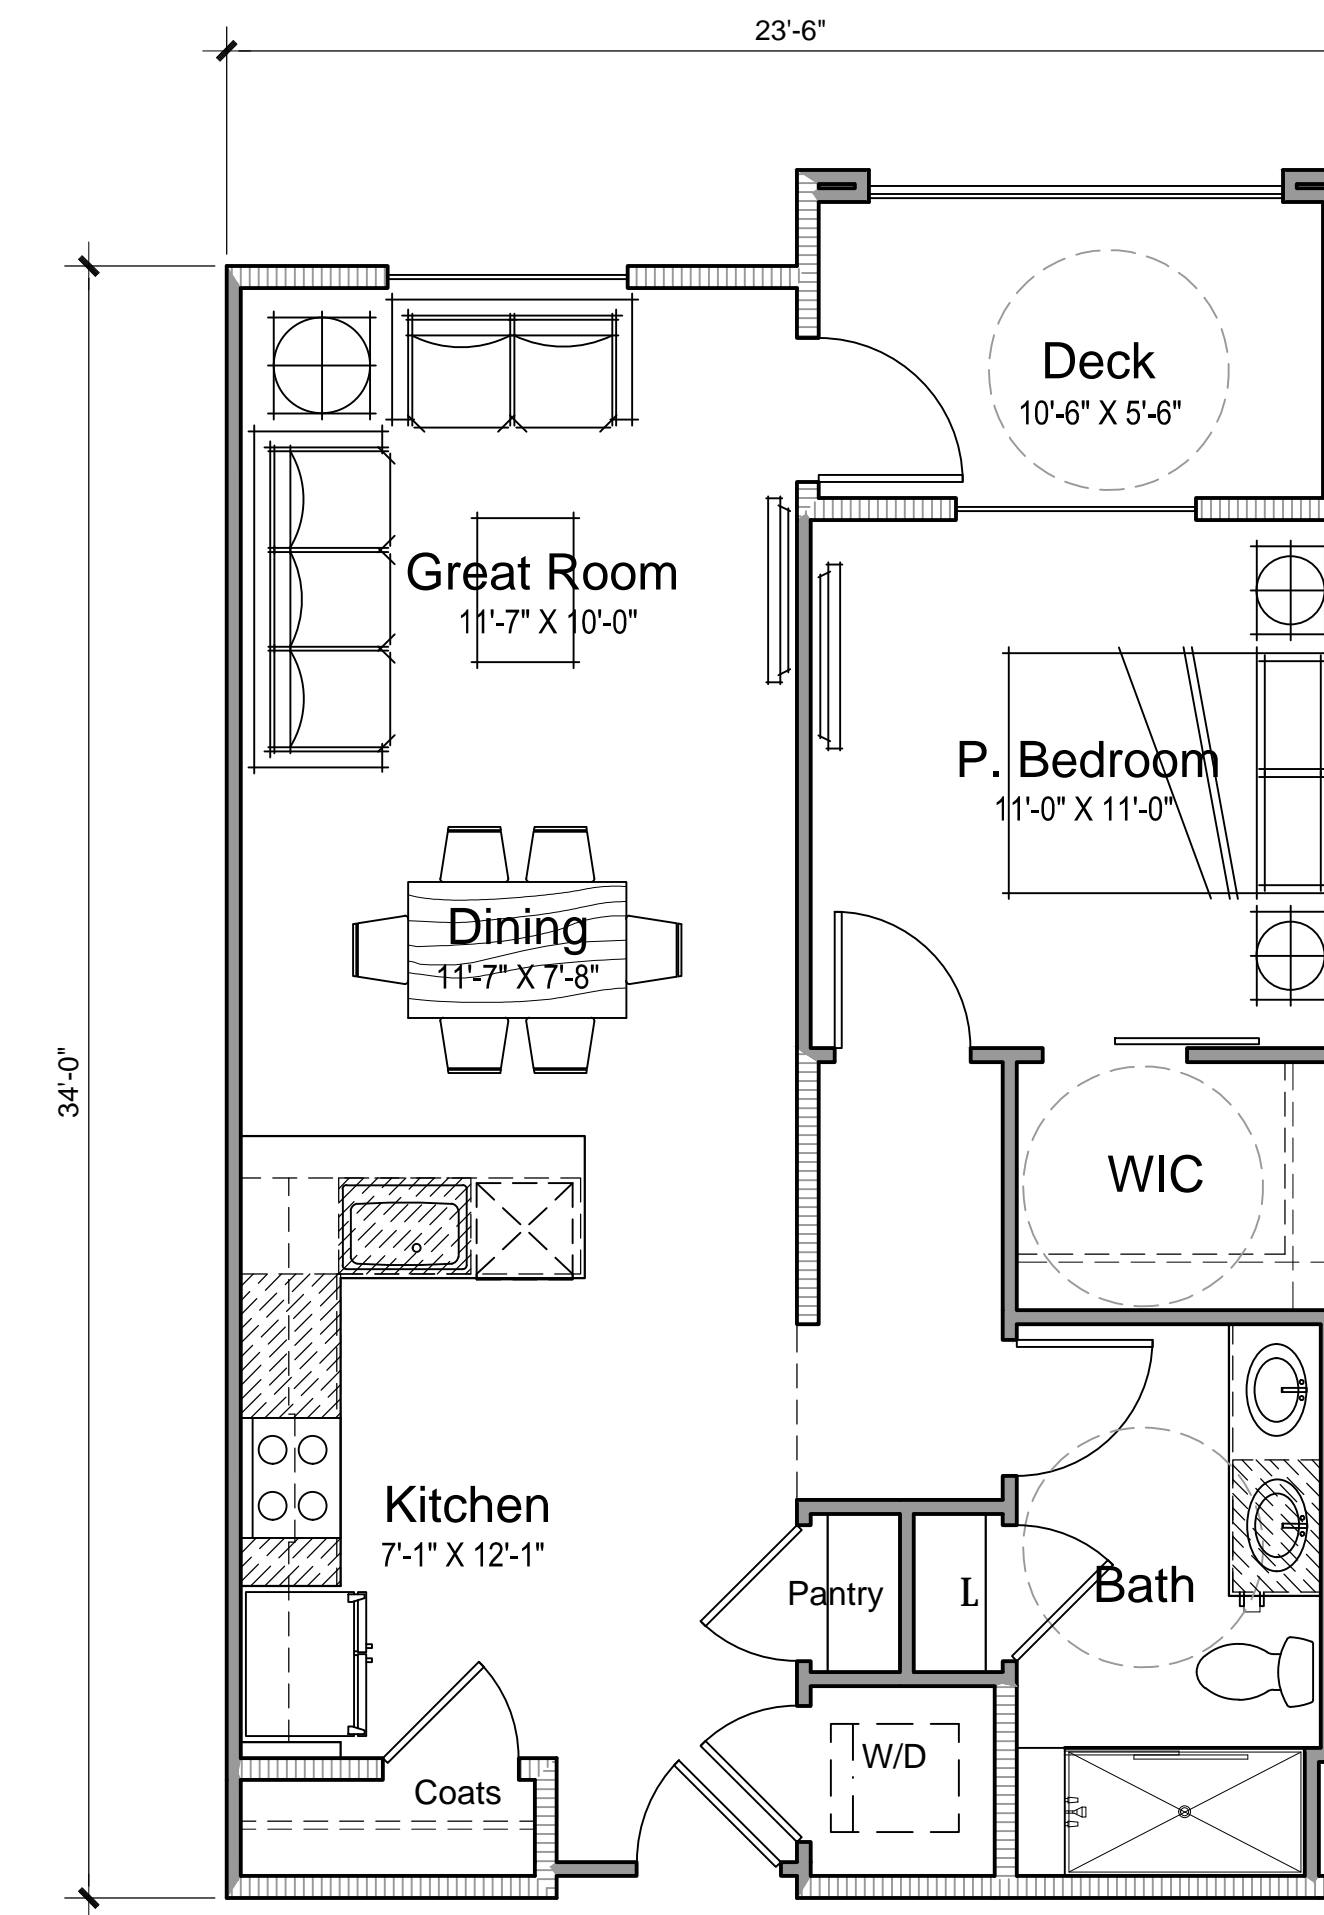 23'-6"
Deck
10'-6" X 5'-6"
Great Room
11'-7" X 10'-0"
P. Bedroom
11'-0" X 11'-0"
Dining
11'-7" X 7'-8"
34'-0"
WIC
Kitchen
7'-1" X 12'-1"
Pantry
L
Bath
W/D
Coats